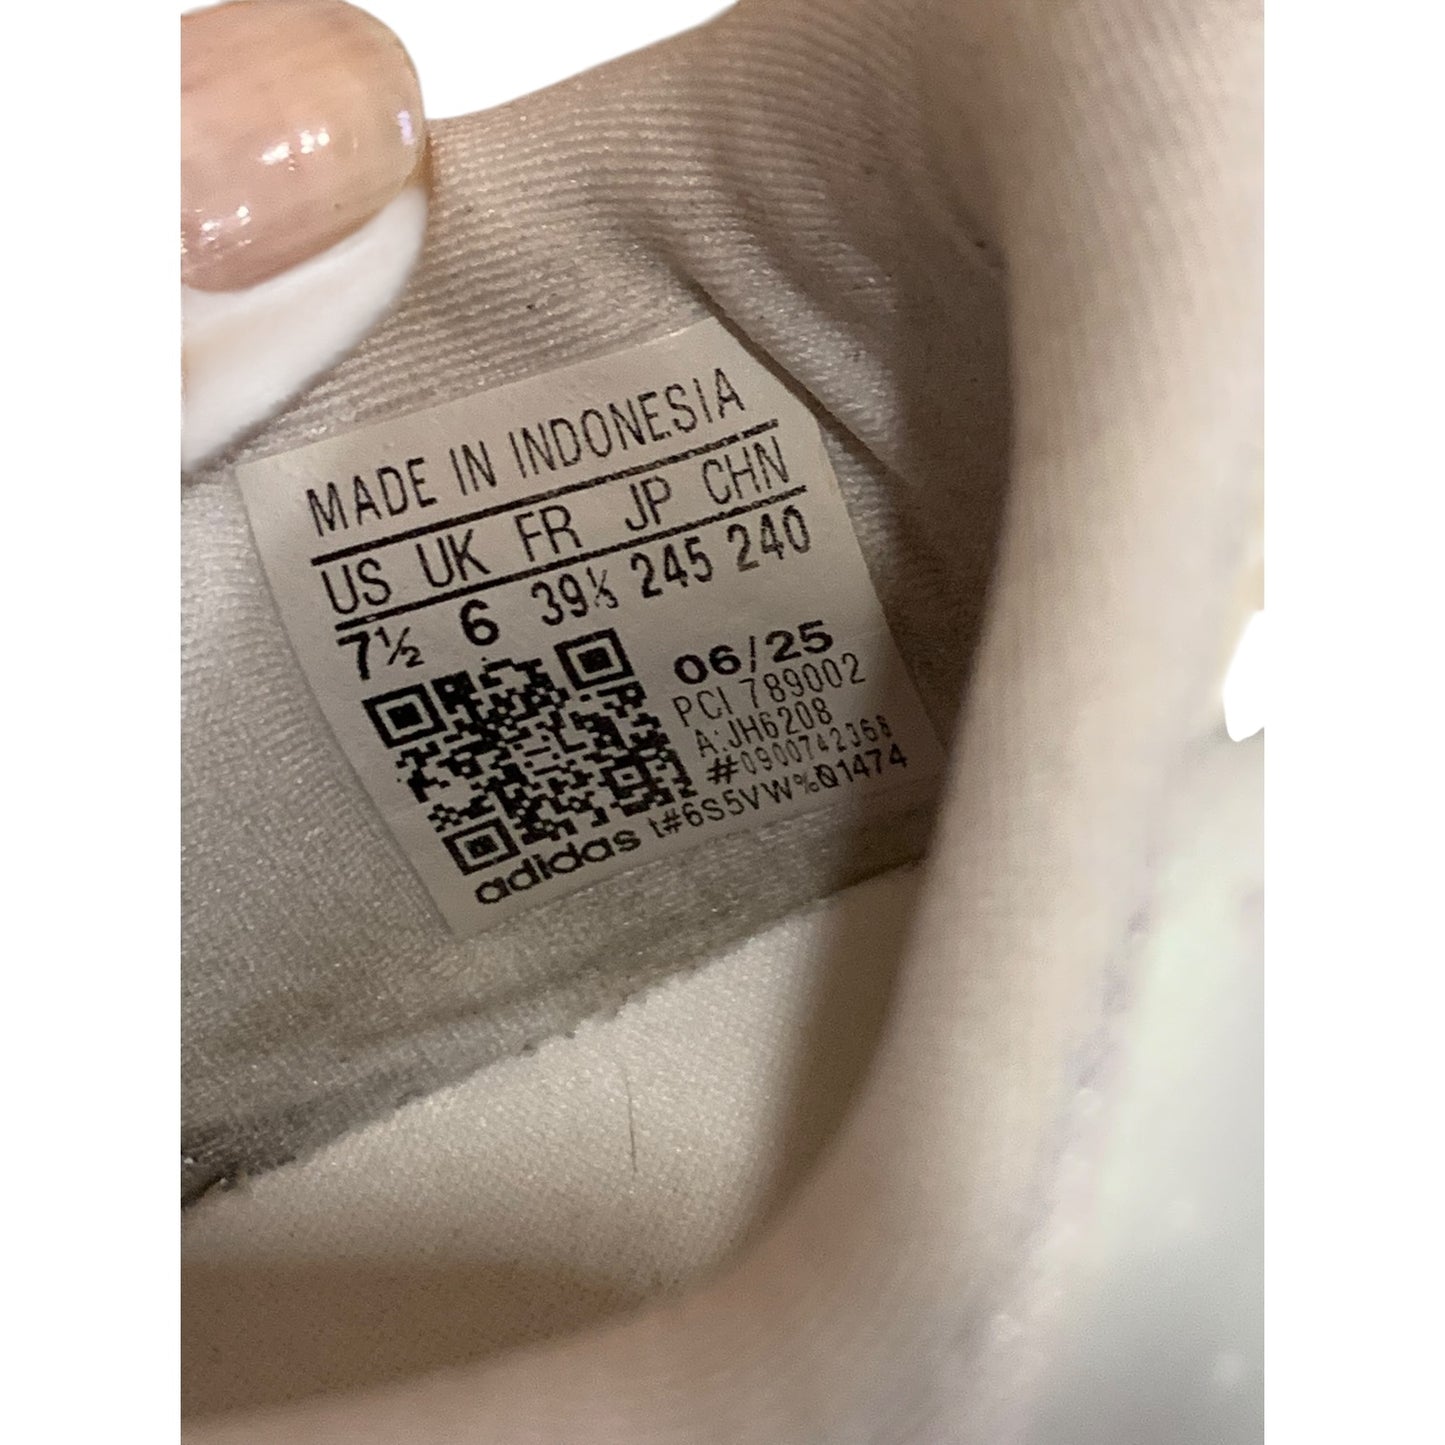 MADE IN INDONESIA
US UK FR JP CHN
7½ 6 39⅓ 245 240
06/25
PCI 789002
A:JH6208
#0900742368
adidas t#6S5VW%Q1474